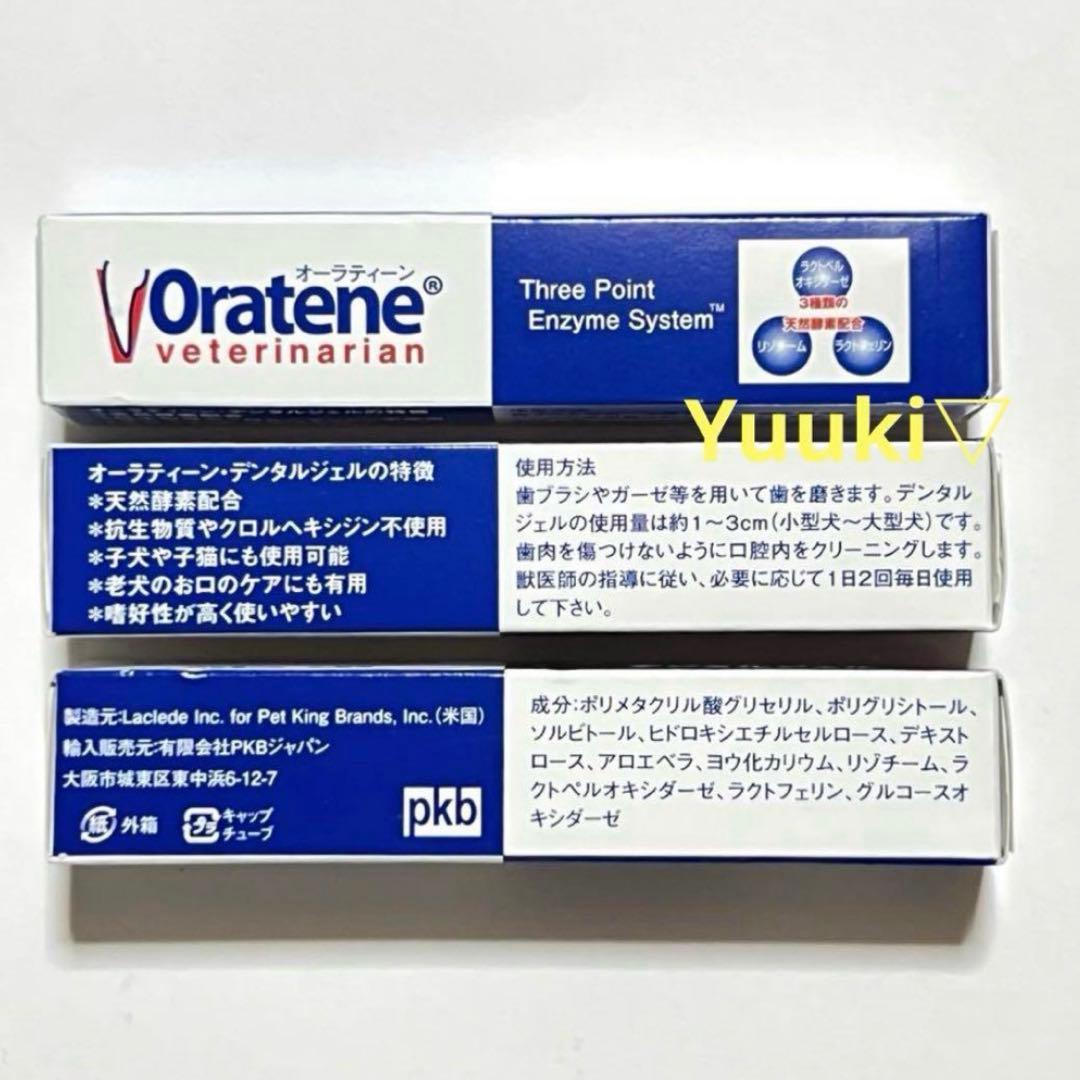 オーラティーン
VOratene®
veterinarian
Three Point
Enzyme System™
ラクトペル
オキシダーゼ
3種類の
天然酵素配合
リゾチーム
ラクトフェリン
Yuuki▽
オーラティーン・デンタルジェルの特徴
*天然酵素配合
*抗生物質やクロルヘキシジン不使用
*子犬や子猫にも使用可能
*老犬のお口のケアにも有用
*嗜好性が高く使いやすい
使用方法
歯ブラシやガーゼ等を用いて歯を磨きます。デンタル
ジェルの使用量は約1～3cm(小型犬～大型犬)です。
歯肉を傷つけないように口腔内をクリーニングします。
獣医師の指導に従い、必要に応じて1日2回毎日使用
して下さい。
製造元:Laclede Inc. for Pet King Brands, Inc.(米国)
輸入販売元:有限会社PKBジャパン
大阪市城東区東中浜6-12-7
紙 外箱
プラ キャップ
チューブ
pkb
成分:ポリメタクリル酸グリセリル、ポリグリシトール、
ソルビトール、ヒドロキシエチルセルロース、デキスト
ロース、アロエベラ、ヨウ化カリウム、リゾチーム、ラ
クトペルオキシダーゼ、ラクトフェリン、グルコースオ
キシダーゼ